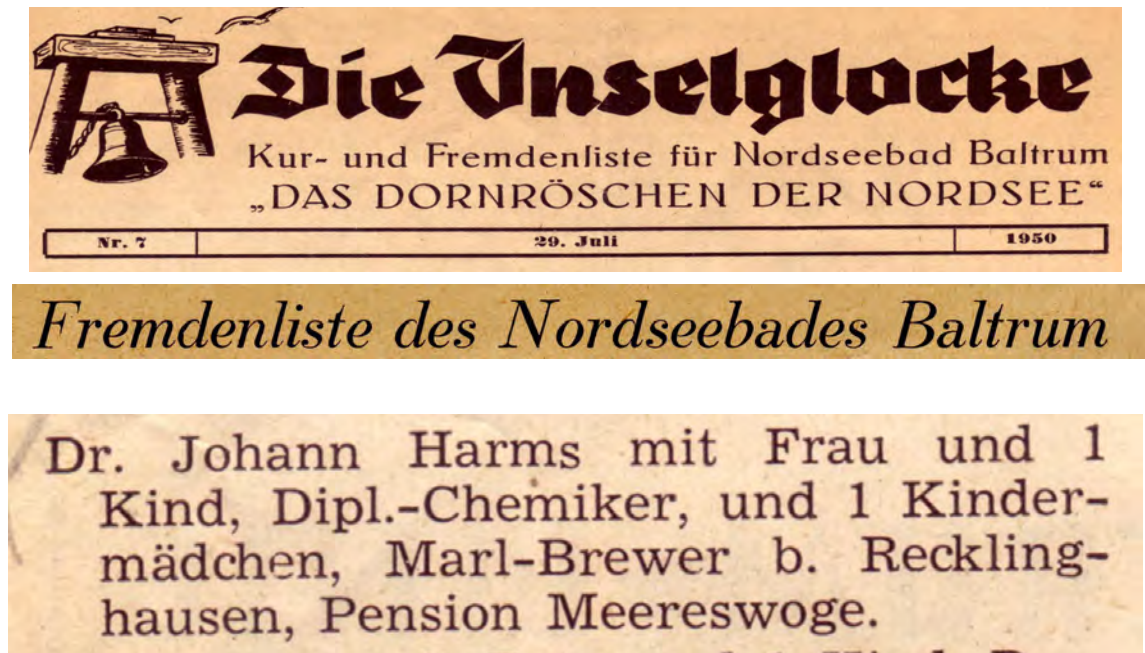 Die Inselglocke
Kur- und Fremdenliste für Nordseebad Baltrum
„DAS DORNRÖSCHEN DER NORDSEE“
Nr. 7 29. Juli 1950
Fremdenliste des Nordseebades Baltrum
Dr. Johann Harms mit Frau und 1
Kind, Dipl.-Chemiker, und 1 Kinder-
mädchen, Marl-Brewer b. Reckling-
hausen, Pension Meereswoge.